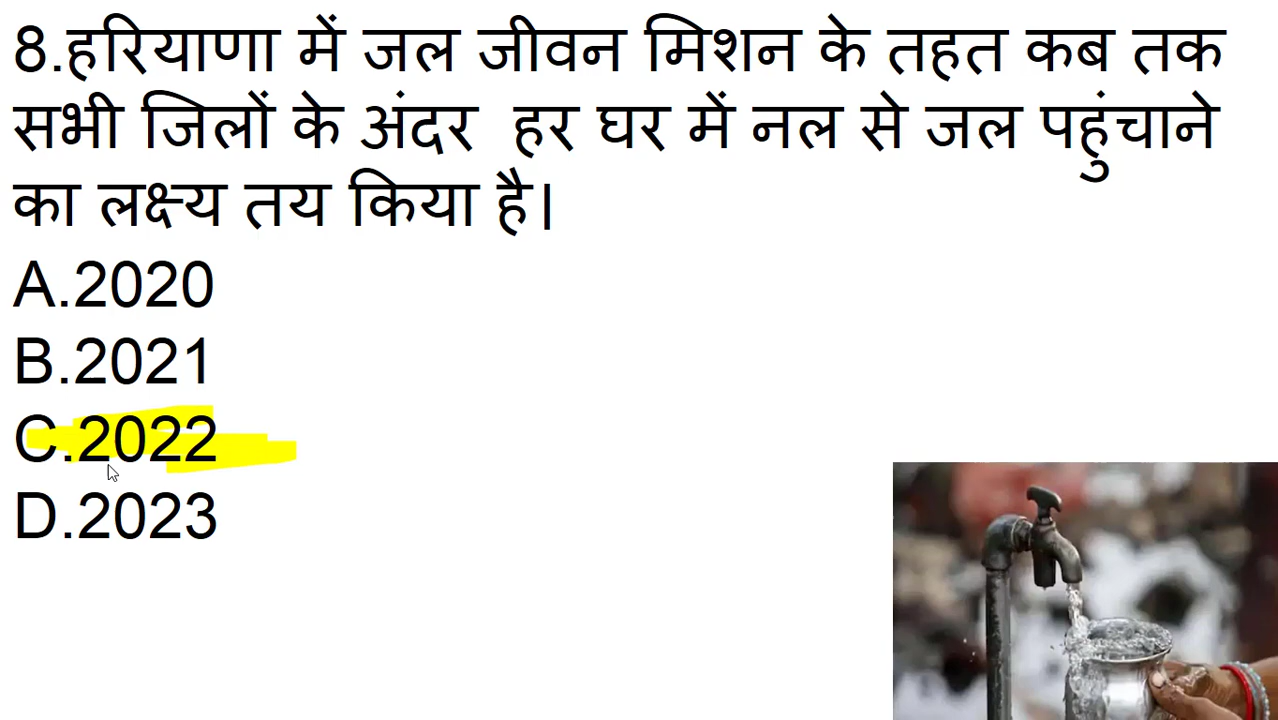 8.हरियाणा में जल जीवन मिशन के तहत कब तक
सभी जिलों के अंदर हर घर में नल से जल पहुंचाने
का लक्ष्य तय किया है।
A.2020
B.2021
C.2022
D.2023